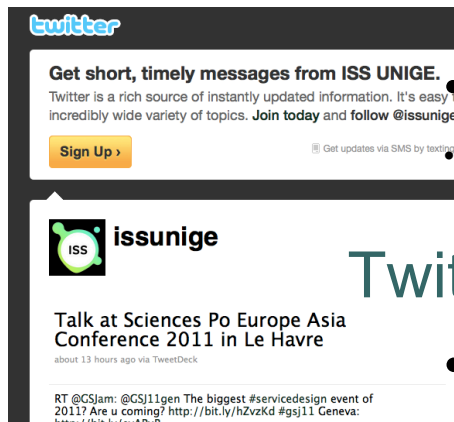 twitter
Get short, timely messages from ISS UNIGE.
Twitter is a rich source of instantly updated information. It's easy
incredibly wide variety of topics. Join today and follow @issunige
Sign Up ›
Get updates via SMS by texting
ISS
issunige
Twit
Talk at Sciences Po Europe Asia
Conference 2011 in Le Havre
about 13 hours ago via TweetDeck
RT @GSJam: @GSJ11gen The biggest #servicedesign event of
2011? Are u coming? http://bit.ly/hZvzKd #gsj11 Geneva: